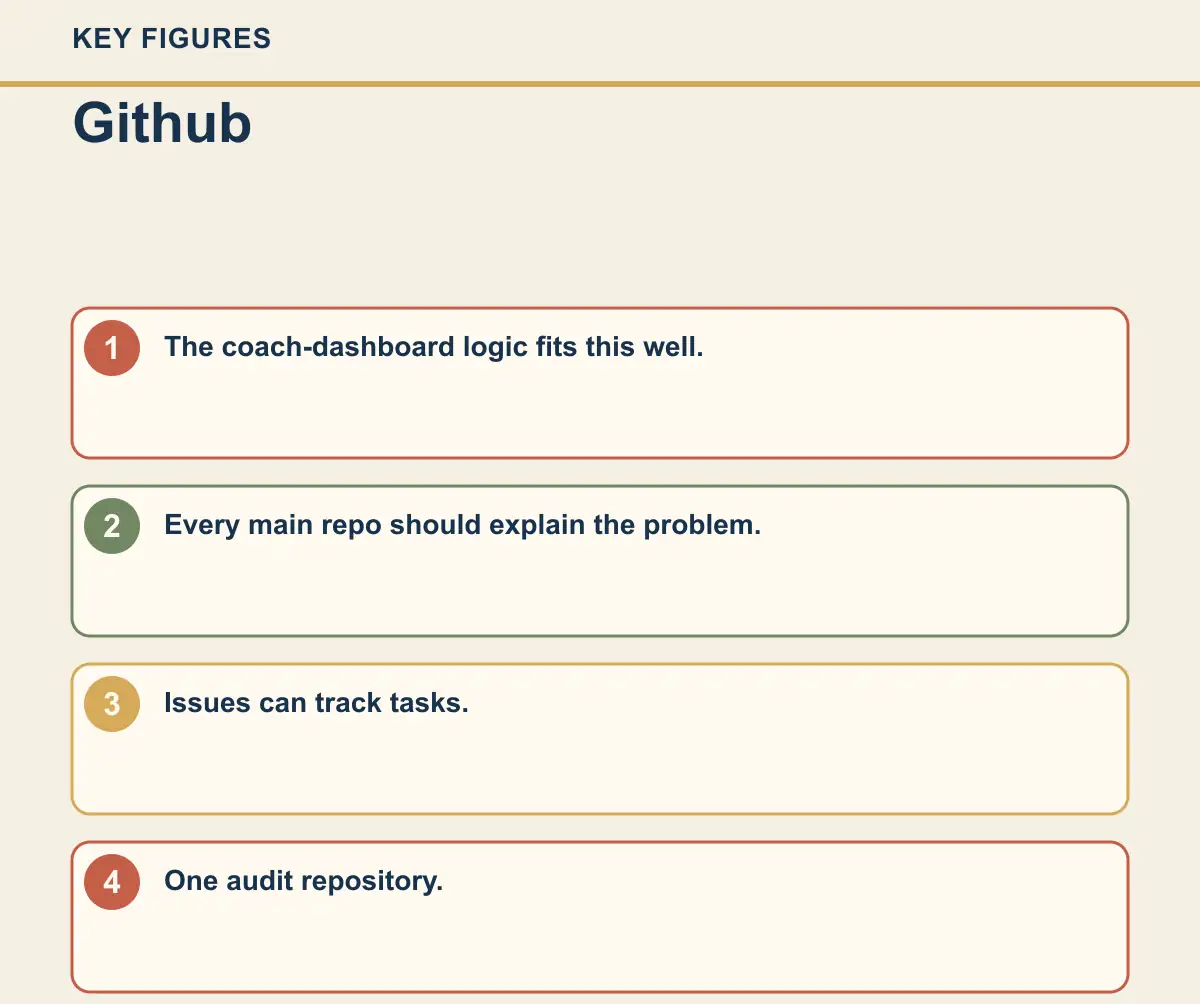 KEY FIGURES
Github
1 The coach-dashboard logic fits this well.
2 Every main repo should explain the problem.
3 Issues can track tasks.
4 One audit repository.